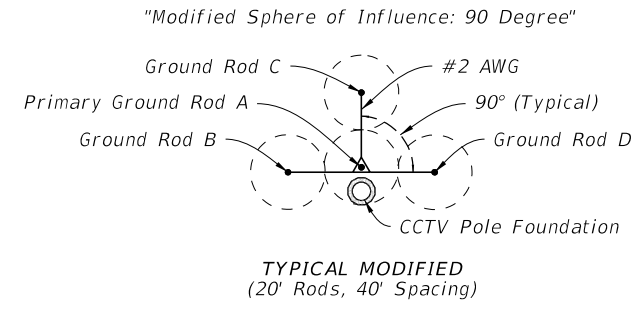 "Modified Sphere of Influence: 90 Degree"
Ground Rod C
#2 AWG
Primary Ground Rod A
90° (Typical)
Ground Rod B
Ground Rod D
CCTV Pole Foundation
TYPICAL MODIFIED
(20' Rods, 40' Spacing)